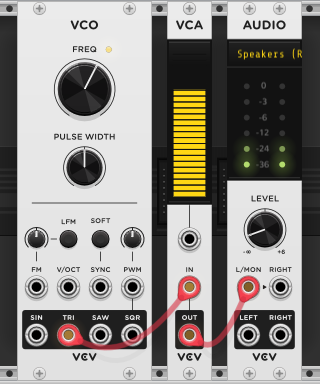 VCO
FREQ
PULSE WIDTH
LFM SOFT
FM V/OCT SYNC PWM
SIN TRI SAW SQR
VCV
VCA
IN
OUT
VCV
AUDIO
Speakers (R
0
-3
-6
-12
-24
-36
LEVEL
-∞ +6
L/MON RIGHT
LEFT RIGHT
VCV